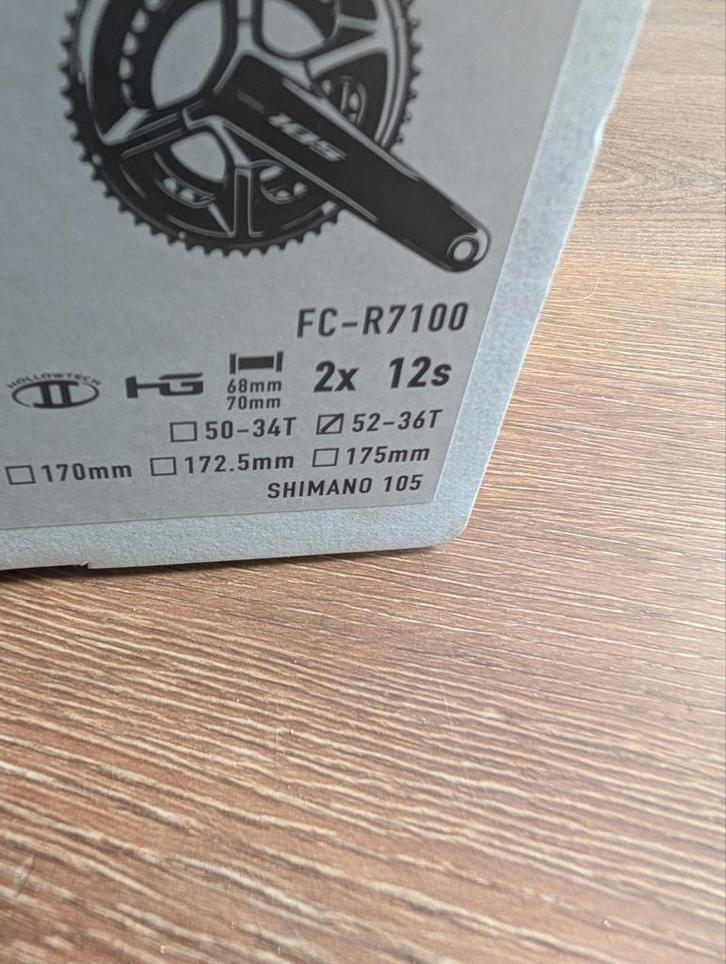 105
FC-R7100
HOLLOWTECH II HG 68mm 70mm 2x 12s
☐ 50-34T ☑ 52-36T
☐ 170mm ☐ 172.5mm ☐ 175mm
SHIMANO 105